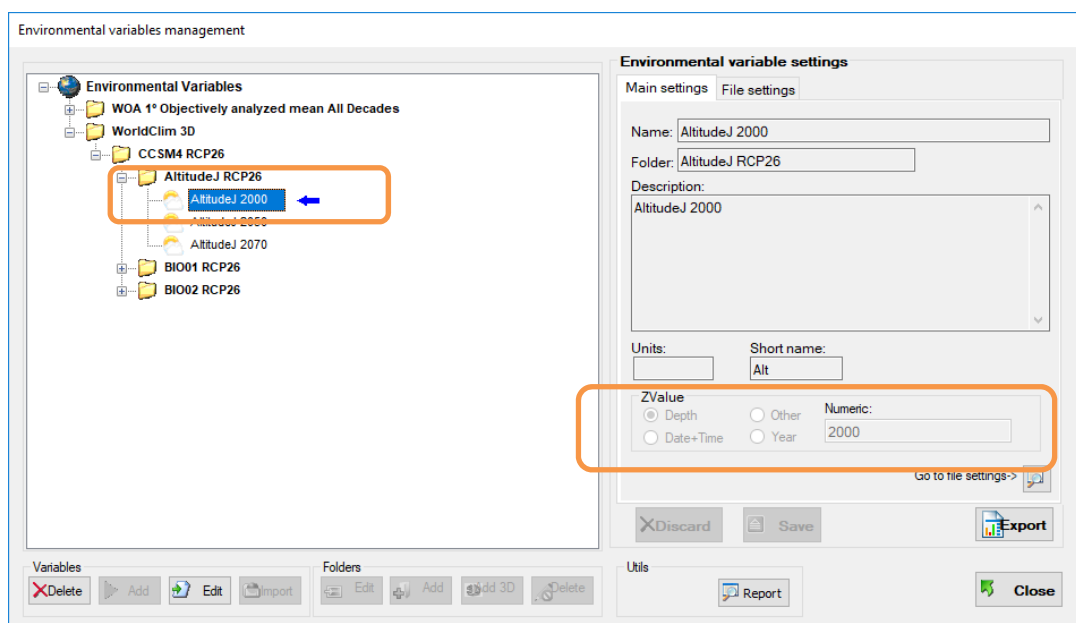 Environmental variables management
Environmental Variables
WOA 1º Objectively analyzed mean All Decades
WorldClim 3D
CCSM4 RCP26
AltitudeJ RCP26
AltitudeJ 2000
AltitudeJ 2050
AltitudeJ 2070
BIO01 RCP26
BIO02 RCP26
Environmental variable settings
Main settings File settings
Name: AltitudeJ 2000
Folder: AltitudeJ RCP26
Description:
AltitudeJ 2000
Units: Short name:
Alt
ZValue
Depth Other Numeric:
Date+Time Year 2000
Go to file settings->
Discard Save Export
Variables Folders Utils
Delete Add Edit Import Edit Add Add 3D Delete Report Close